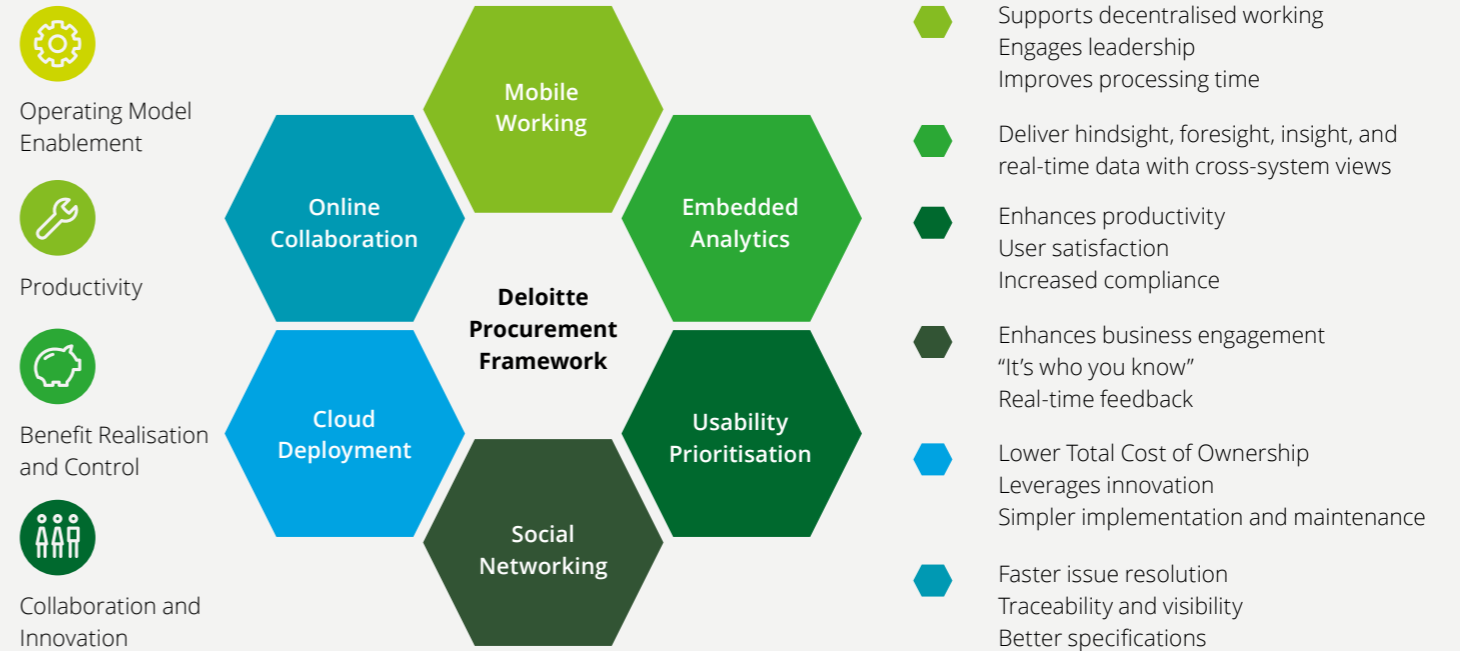 Operating Model
Enablement
Productivity
Benefit Realisation
and Control
Collaboration and
Innovation
Mobile
Working
Online
Collaboration
Embedded
Analytics
Deloitte
Procurement
Framework
Cloud
Deployment
Usability
Prioritisation
Social
Networking
Supports decentralised working
Engages leadership
Improves processing time
Deliver hindsight, foresight, insight, and
real-time data with cross-system views
Enhances productivity
User satisfaction
Increased compliance
Enhances business engagement
“It’s who you know”
Real-time feedback
Lower Total Cost of Ownership
Leverages innovation
Simpler implementation and maintenance
Faster issue resolution
Traceability and visibility
Better specifications